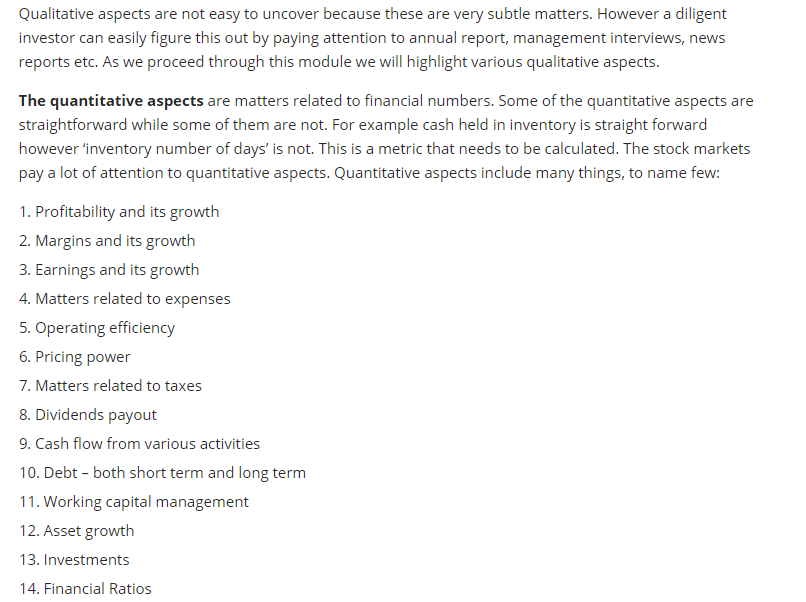 Qualitative aspects are not easy to uncover because these are very subtle matters. However a diligent
investor can easily figure this out by paying attention to annual report, management interviews, news
reports etc. As we proceed through this module we will highlight various qualitative aspects.
The quantitative aspects are matters related to financial numbers. Some of the quantitative aspects are
straightforward while some of them are not. For example cash held in inventory is straight forward
however ‘inventory number of days’ is not. This is a metric that needs to be calculated. The stock markets
pay a lot of attention to quantitative aspects. Quantitative aspects include many things, to name few:
1. Profitability and its growth
2. Margins and its growth
3. Earnings and its growth
4. Matters related to expenses
5. Operating efficiency
6. Pricing power
7. Matters related to taxes
8. Dividends payout
9. Cash flow from various activities
10. Debt – both short term and long term
11. Working capital management
12. Asset growth
13. Investments
14. Financial Ratios